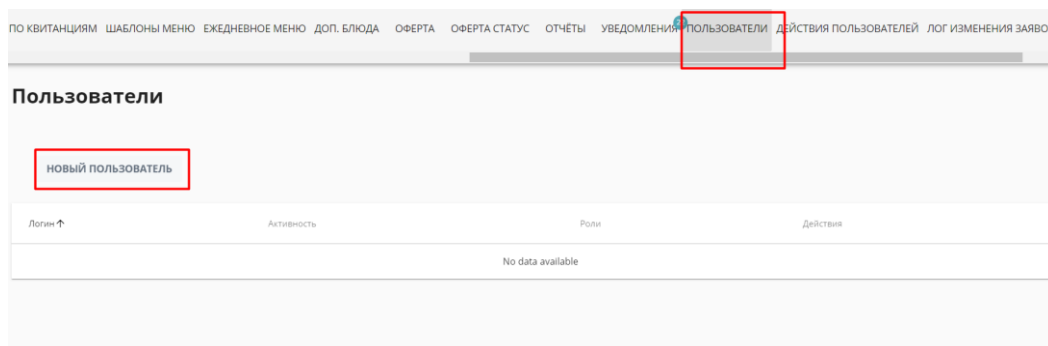 ПО КВИТАНЦИЯМ ШАБЛОНЫ МЕНЮ ЕЖЕДНЕВНОЕ МЕНЮ ДОП. БЛЮДА ОФЕРТА ОФЕРТА СТАТУС ОТЧЁТЫ УВЕДОМЛЕНИЯ ПОЛЬЗОВАТЕЛИ ДЕЙСТВИЯ ПОЛЬЗОВАТЕЛЕЙ ЛОГ ИЗМЕНЕНИЯ ЗАЯВО
Пользователи
НОВЫЙ ПОЛЬЗОВАТЕЛЬ
Логин↑ Активность Роли Действия
No data available